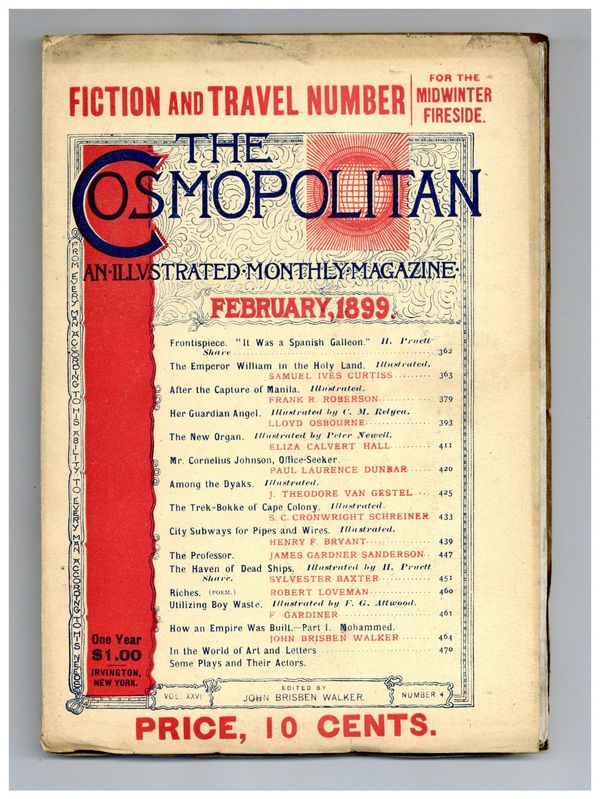 FICTION AND TRAVEL NUMBER
FOR THE
MIDWINTER
FIRESIDE.
THE
COSMOPOLITAN
AN·ILLVSTRATED·MONTHLY·MAGAZINE·
FEBRUARY, 1899.
FROM EVERY MAN ACCORDING TO HIS ABILITY TO EVERY MAN ACCORDING TO HIS NEEDS
Frontispiece. "It Was a Spanish Galleon." H. Pruett
Share 362
The Emperor William in the Holy Land. Illustrated.
SAMUEL IVES CURTISS 363
After the Capture of Manila. Illustrated.
FRANK R. ROBERSON 379
Her Guardian Angel. Illustrated by C. M. Relyea.
LLOYD OSBOURNE 393
The New Organ. Illustrated by Peter Newell.
ELIZA CALVERT HALL 411
Mr. Cornelius Johnson, Office-Seeker.
PAUL LAURENCE DUNBAR 420
Among the Dyaks. Illustrated.
J. THEODORE VAN GESTEL 425
The Trek-Bokke of Cape Colony. Illustrated.
S. C. CRONWRIGHT SCHREINER 433
City Subways for Pipes and Wires. Illustrated.
HENRY F. BRYANT 439
The Professor. JAMES GARDNER SANDERSON 447
The Haven of Dead Ships. Illustrated by H. Pruett
Share. SYLVESTER BAXTER 451
Riches. (POEM.) ROBERT LOVEMAN 460
Utilizing Boy Waste. Illustrated by F. G. Attwood.
F. GARDINER 461
How an Empire Was Built.—Part I. Mohammed.
JOHN BRISBEN WALKER 464
In the World of Art and Letters 470
Some Plays and Their Actors.
One Year
$1.00
IRVINGTON,
NEW YORK.
VOL. XXVI
EDITED BY
JOHN BRISBEN WALKER.
NUMBER 4
PRICE, 10 CENTS.